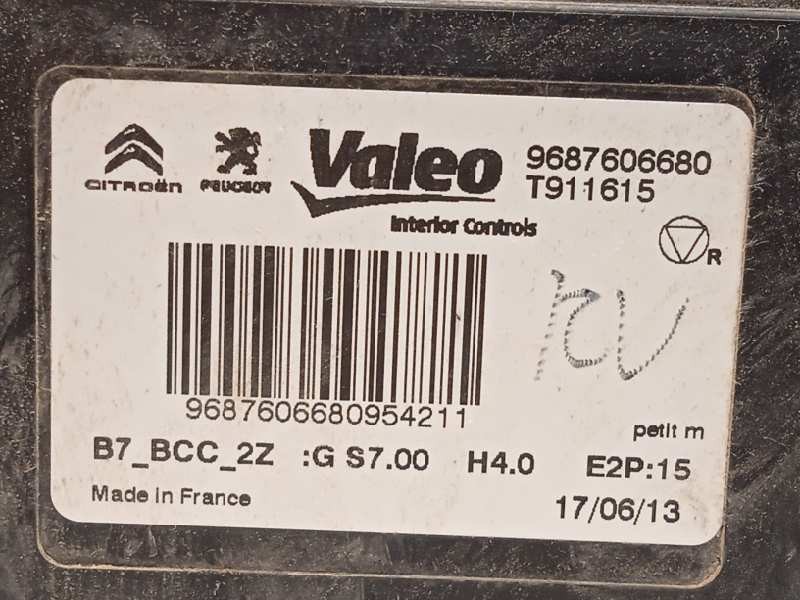 CITROËN
PEUGEOT
Valeo
Interior Controls
9687606680
T911615
R
9687606680954211
petit m
B7_BCC_2Z :G S7.00 H4.0 E2P:15
Made in France
17/06/13